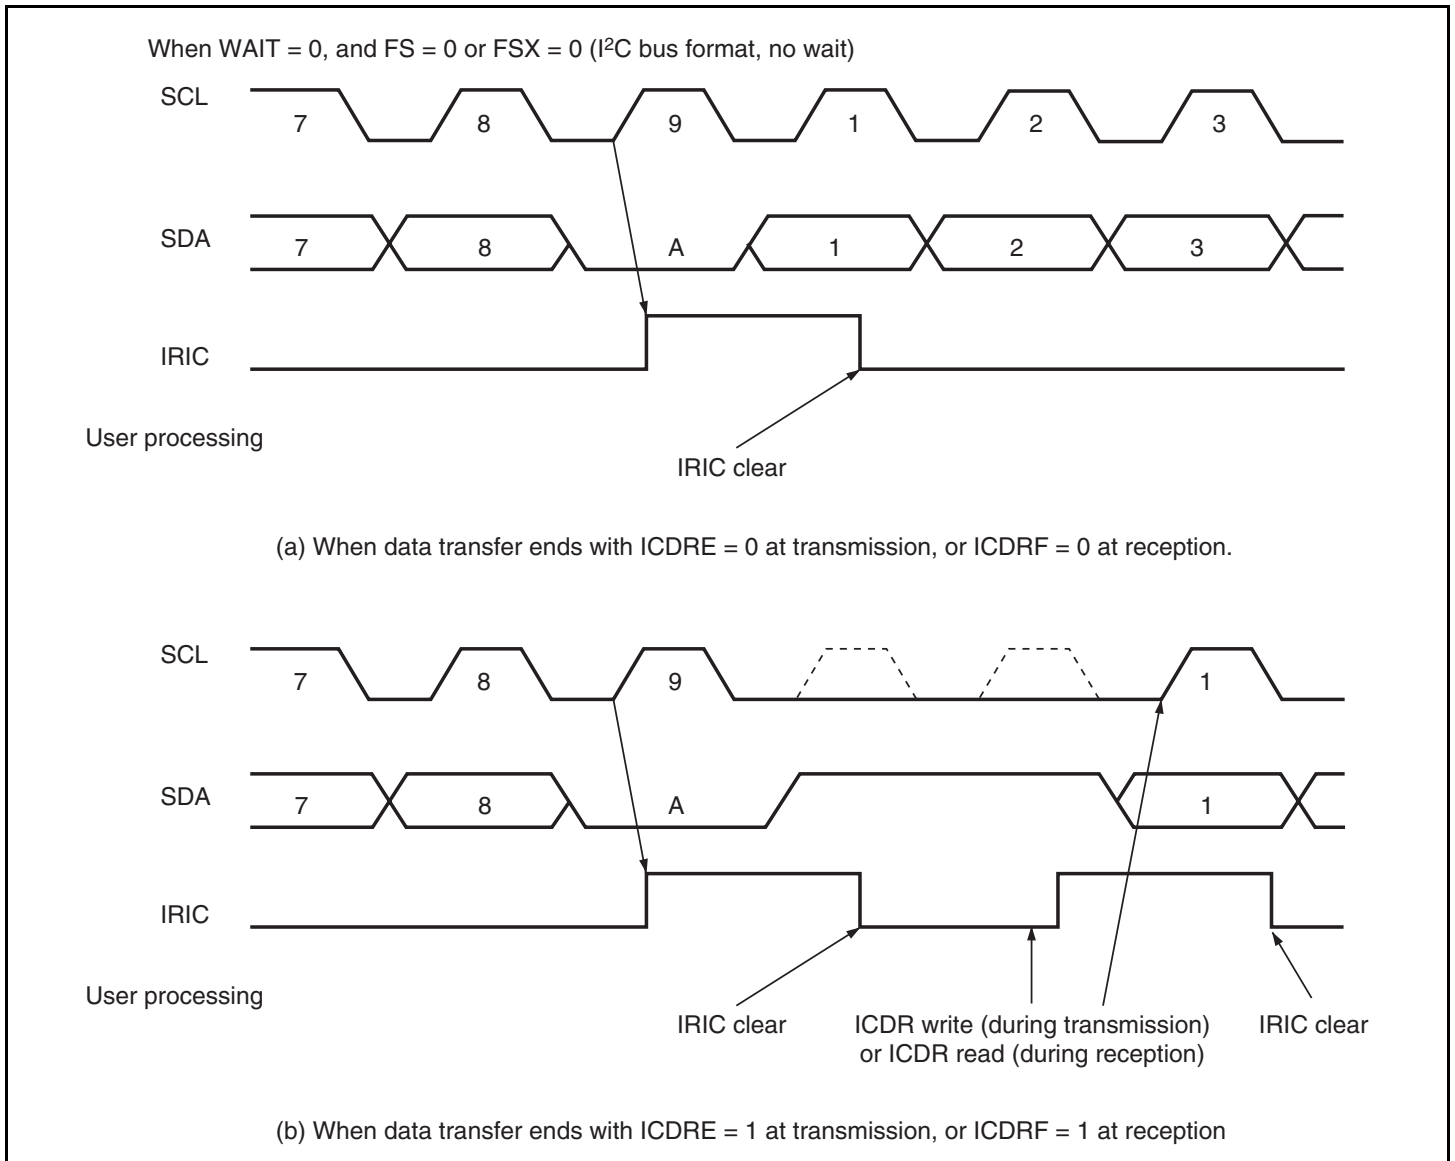 When WAIT = 0, and FS = 0 or FSX = 0 (I²C bus format, no wait)
SCL
7 8 9 1 2 3
SDA
7 8 A 1 2 3
IRIC
User processing
IRIC clear
(a) When data transfer ends with ICDRE = 0 at transmission, or ICDRF = 0 at reception.
SCL
7 8 9 1
SDA
7 8 A 1
IRIC
User processing
IRIC clear
ICDR write (during transmission)
or ICDR read (during reception)
IRIC clear
(b) When data transfer ends with ICDRE = 1 at transmission, or ICDRF = 1 at reception